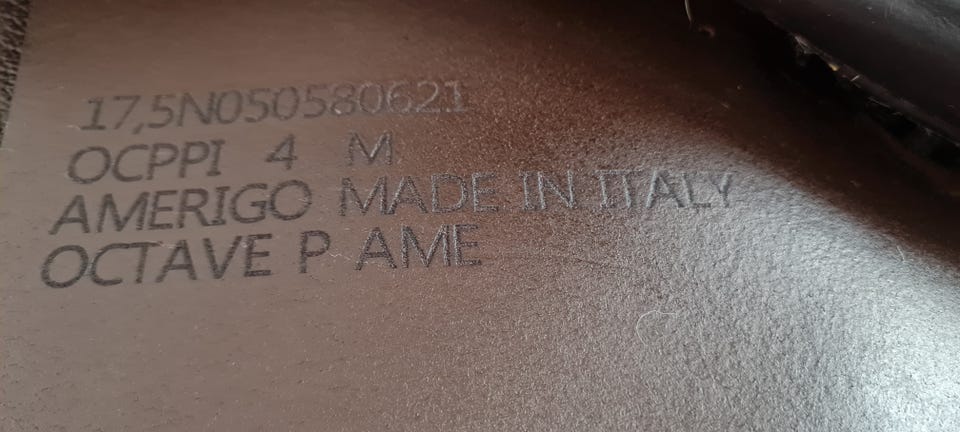 17,5N050580621
OCPPI 4 M
AMERIGO MADE IN ITALY
OCTAVE P AME